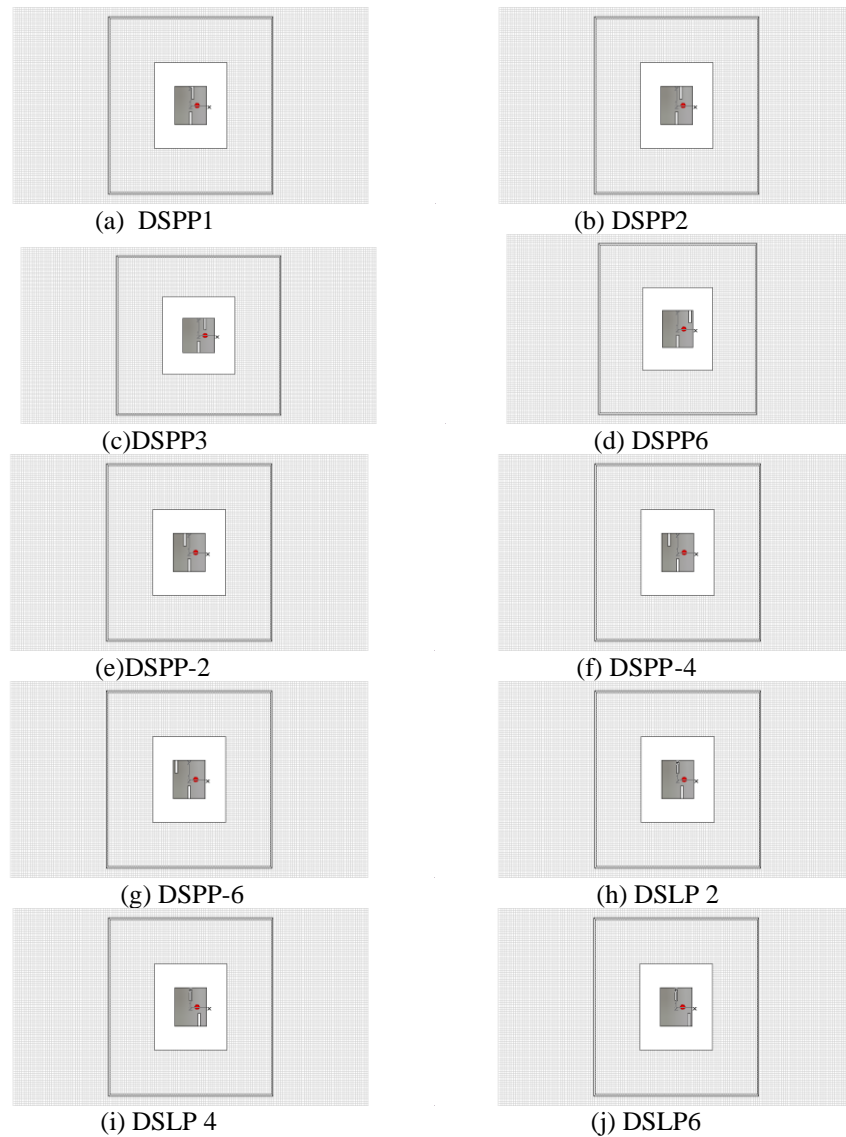 (a) DSPP1
(b) DSPP2
(c)DSPP3
(d) DSPP6
(e)DSPP-2
(f) DSPP-4
(g) DSPP-6
(h) DSLP 2
(i) DSLP 4
(j) DSLP6